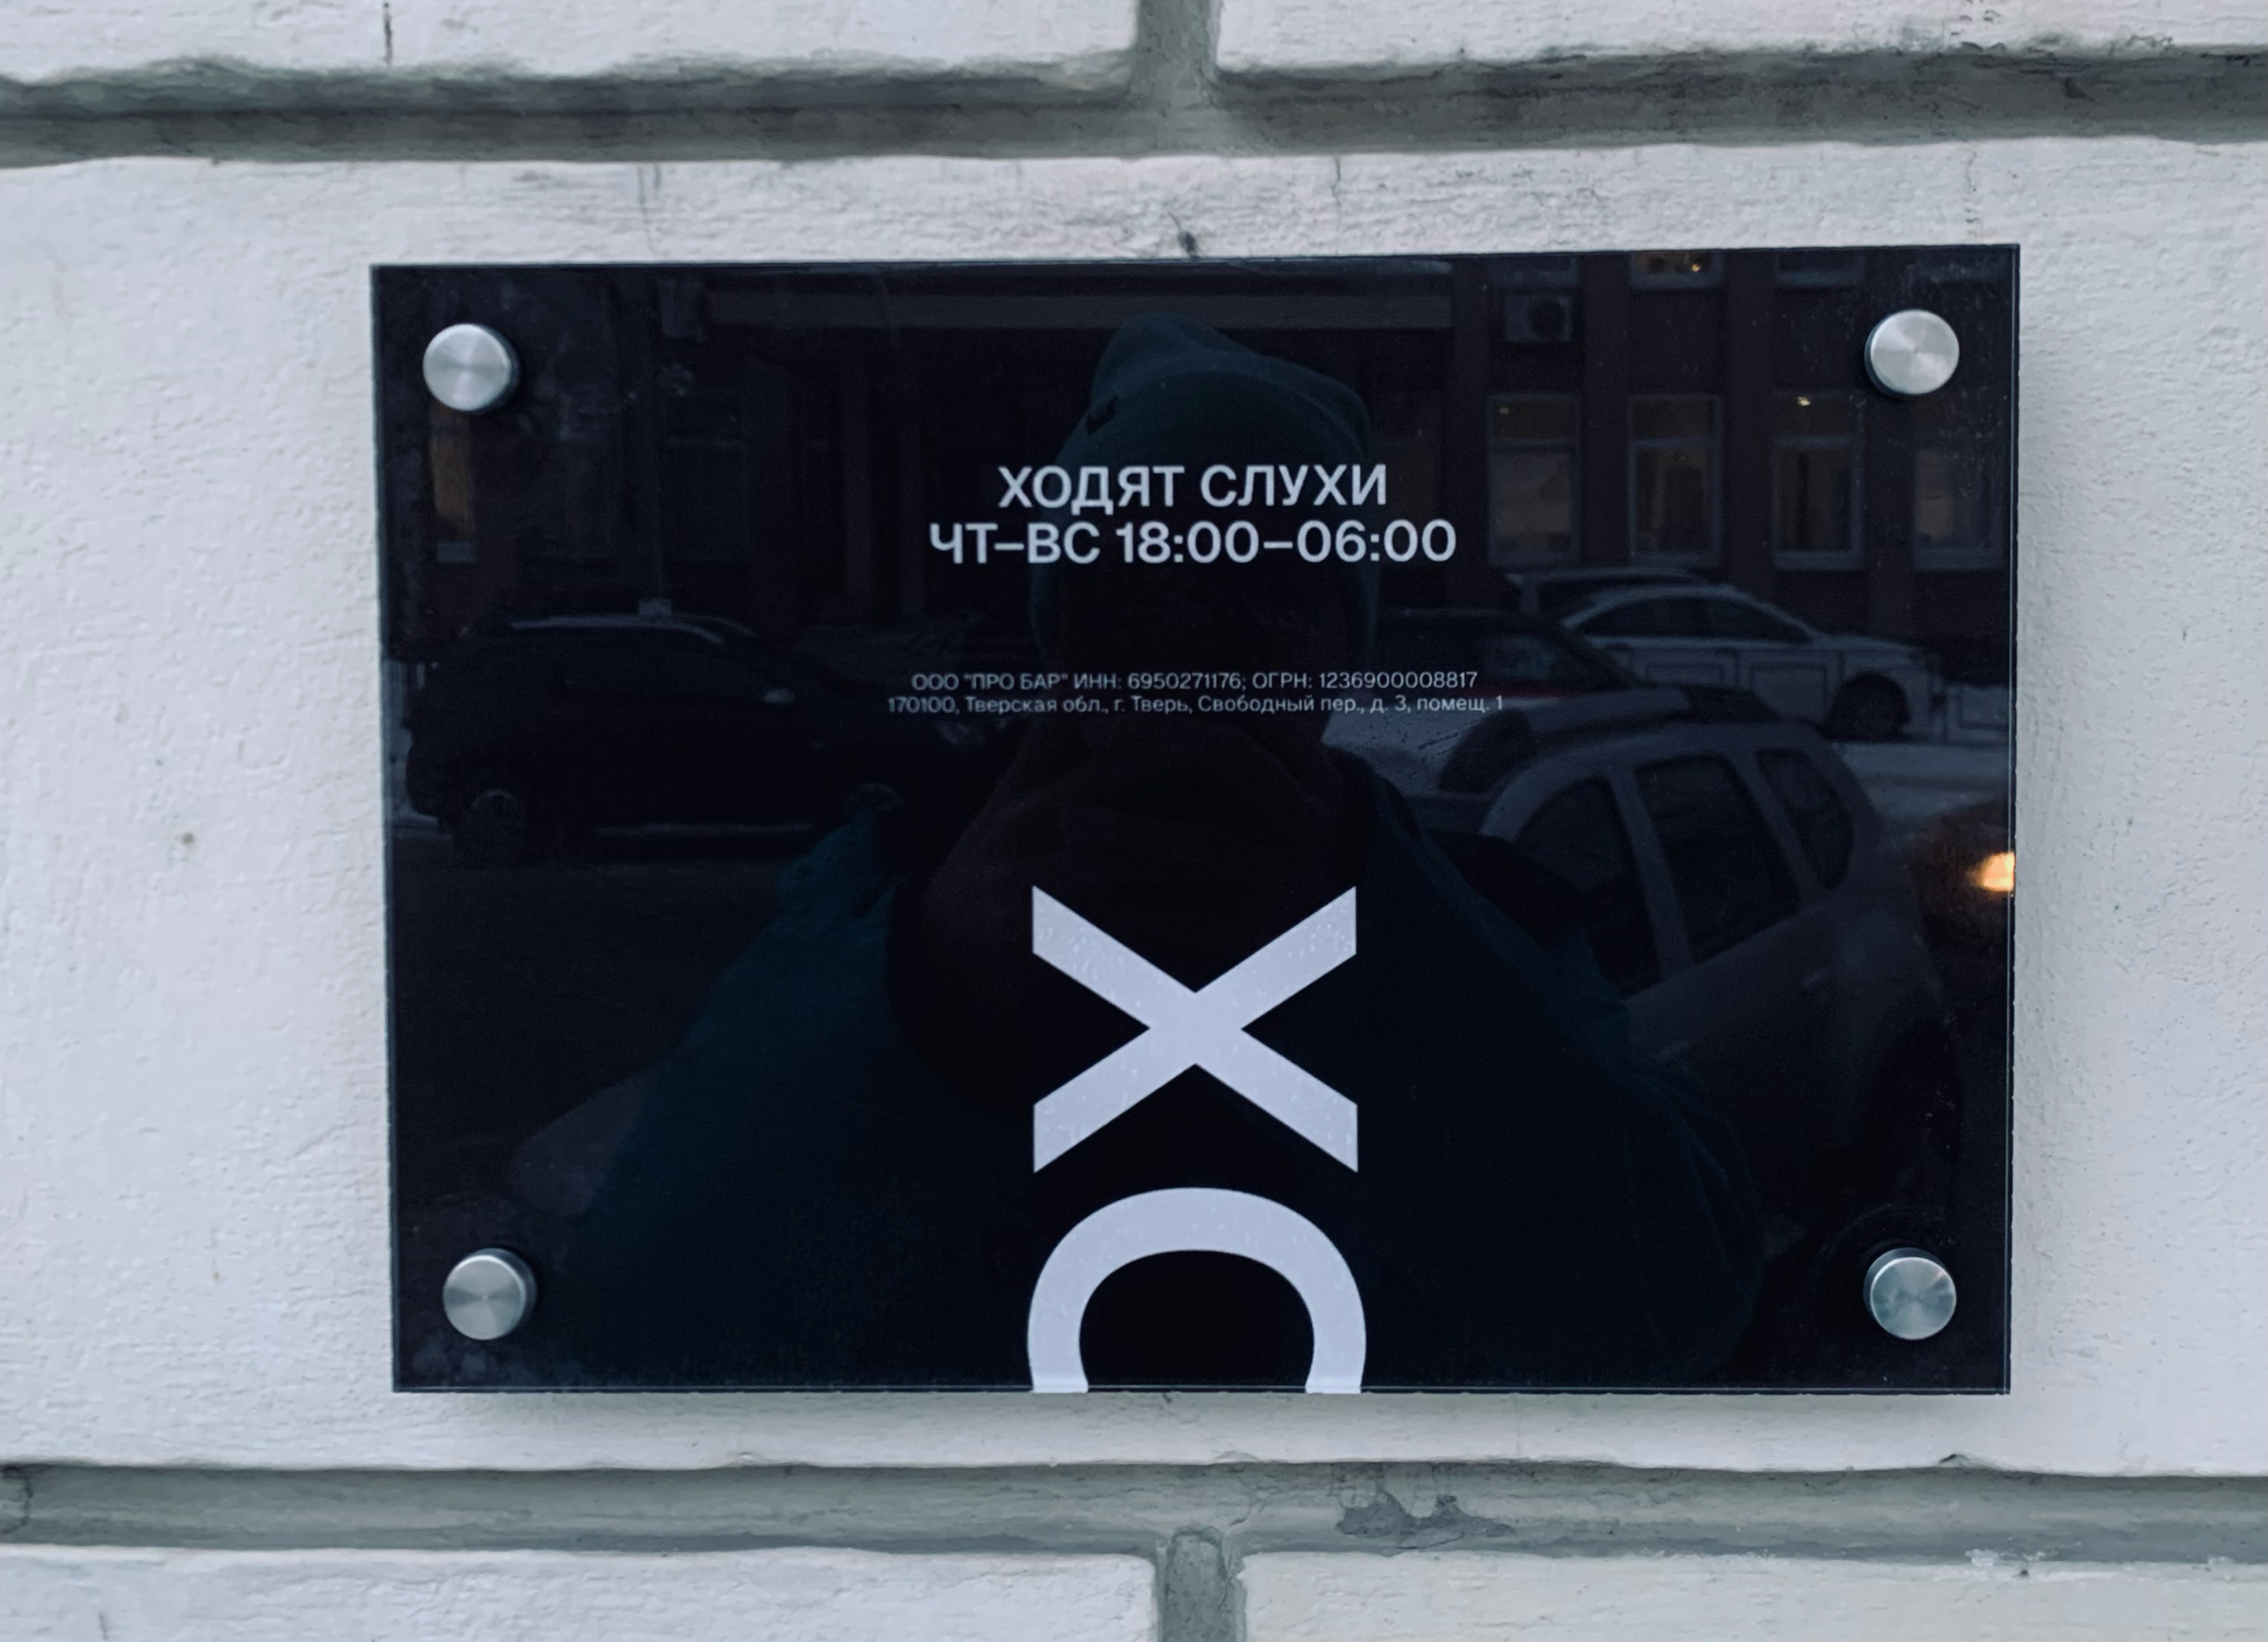 ХОДЯТ СЛУХИ
ЧТ–ВС 18:00–06:00
ООО "ПРО БАР" ИНН: 6950271176; ОГРН: 1236900008817
170100, Тверская обл., г. Тверь, Свободный пер., д. 3, помещ. 1
Х
С